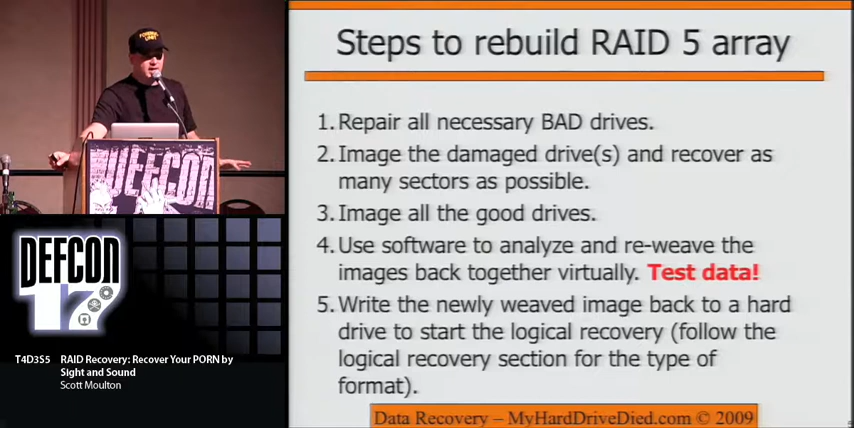 Steps to rebuild RAID 5 array
1. Repair all necessary BAD drives.
2. Image the damaged drive(s) and recover as
many sectors as possible.
3. Image all the good drives.
4. Use software to analyze and re-weave the
images back together virtually. Test data!
5. Write the newly weaved image back to a hard
drive to start the logical recovery (follow the
logical recovery section for the type of
format).
Data Recovery – MyHardDriveDied.com © 2009
DEFCON
DEFCON
17
T4D3S5 RAID Recovery: Recover Your PORN by
Sight and Sound
Scott Moulton